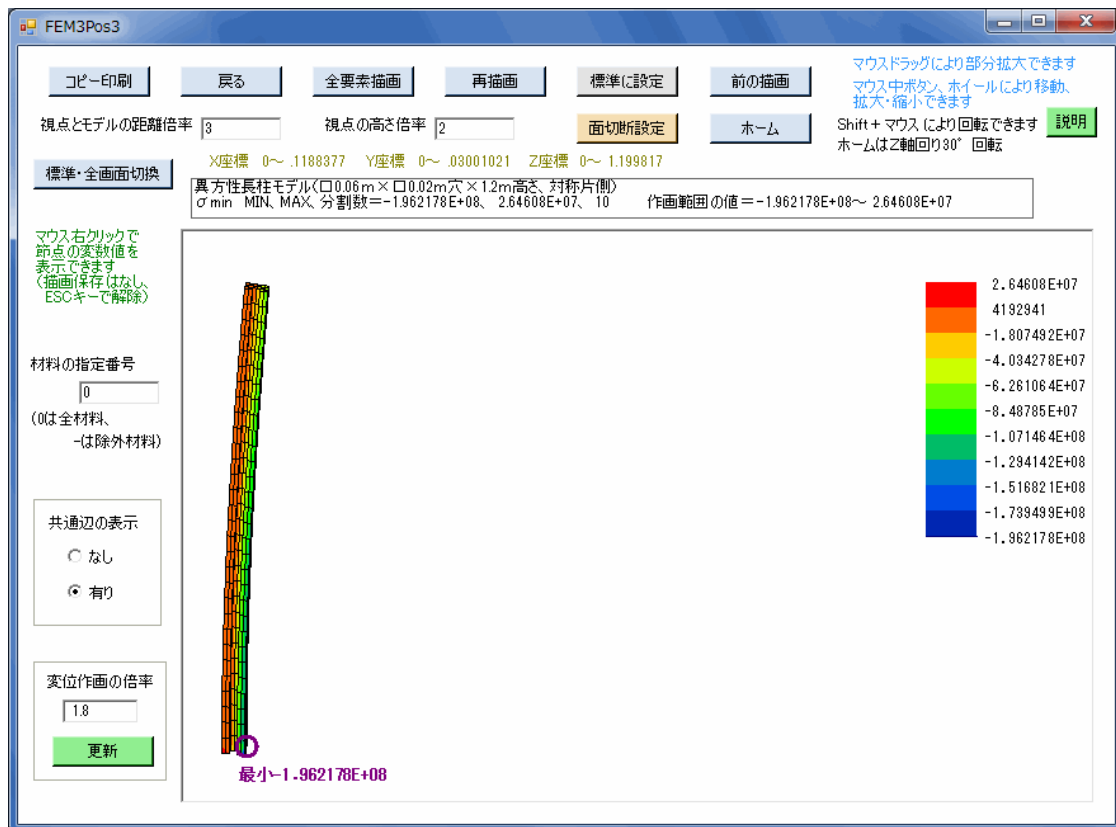 FEM3Pos3
コピー印刷 戻る 全要素描画 再描画 標準に設定 前の描画
マウスドラッグにより部分拡大できます
マウス中ボタン、ホイールにより移動、
拡大・縮小できます
視点とモデルの距離倍率 3 視点の高さ倍率 2 面切断設定 ホーム
Shift+マウスにより回転できます 説明
ホームはZ軸回り30°回転
標準・全画面切換
X座標 0~ .1188377 Y座標 0~ .03001021 Z座標 0~ 1.199817
異方性長柱モデル(口0.06m×口0.02m穴×1.2m高さ、対称片側)
σmin MIN、MAX、分割数=-1.962178E+08、 2.64608E+07、 10 作画範囲の値=-1.962178E+08~ 2.64608E+07
マウス右クリックで
節点の変数値を
表示できます
(描画保存はなし、
ESCキーで解除)
材料の指定番号
0
(0は全材料、
-は除外材料)
共通辺の表示
なし
有り
変位作画の倍率
1.8
更新
2.64608E+07
4192941
-1.807492E+07
-4.034278E+07
-6.261064E+07
-8.48785E+07
-1.071464E+08
-1.294142E+08
-1.516821E+08
-1.739499E+08
-1.962178E+08
最小-1.962178E+08